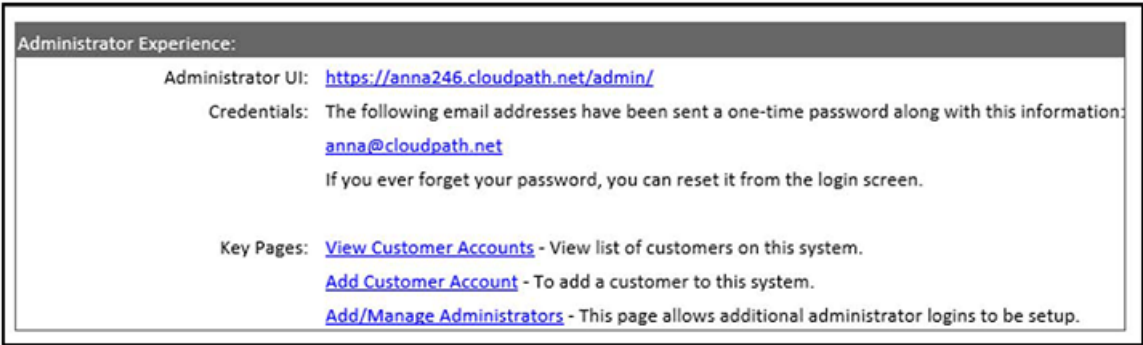 Administrator Experience:
Administrator UI: https://anna246.cloudpath.net/admin/
Credentials: The following email addresses have been sent a one-time password along with this information:
anna@cloudpath.net
If you ever forget your password, you can reset it from the login screen.
Key Pages: View Customer Accounts - View list of customers on this system.
Add Customer Account - To add a customer to this system.
Add/Manage Administrators - This page allows additional administrator logins to be setup.